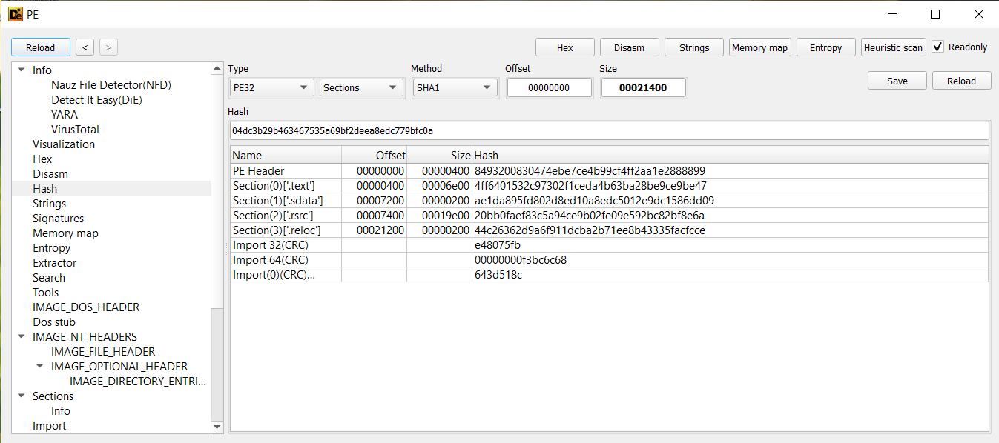 PE
Reload < > Hex Disasm Strings Memory map Entropy Heuristic scan Readonly
Info
Nauz File Detector(NFD)
Detect It Easy(DiE)
YARA
VirusTotal
Visualization
Hex
Disasm
Hash
Strings
Signatures
Memory map
Entropy
Extractor
Search
Tools
IMAGE_DOS_HEADER
Dos stub
IMAGE_NT_HEADERS
IMAGE_FILE_HEADER
IMAGE_OPTIONAL_HEADER
IMAGE_DIRECTORY_ENTRI...
Sections
Info
Import
Type Method Offset Size
PE32 Sections SHA1 00000000 00021400 Save Reload
Hash
04dc3b29b463467535a69bf2deea8edc779bfc0a
Name Offset Size Hash
PE Header 00000000 00000400 8493200830474ebe7ce4b99cf4ff2aa1e2888899
Section(0)['.text'] 00000400 00006e00 4ff6401532c97302f1ceda4b63ba28be9ce9be47
Section(1)['.sdata'] 00007200 00000200 ae1da895fd802d8ed10a8edc5012e9dc1586dd09
Section(2)['.rsrc'] 00007400 00019e00 20bb0faef83c5a94ce9b02fe09e592bc82bf8e6a
Section(3)['.reloc'] 00021200 00000200 44c26362d9a6f911dcba2b71ee8b43335facfcce
Import 32(CRC) e48075fb
Import 64(CRC) 00000000f3bc6c68
Import(0)(CRC)... 643d518c